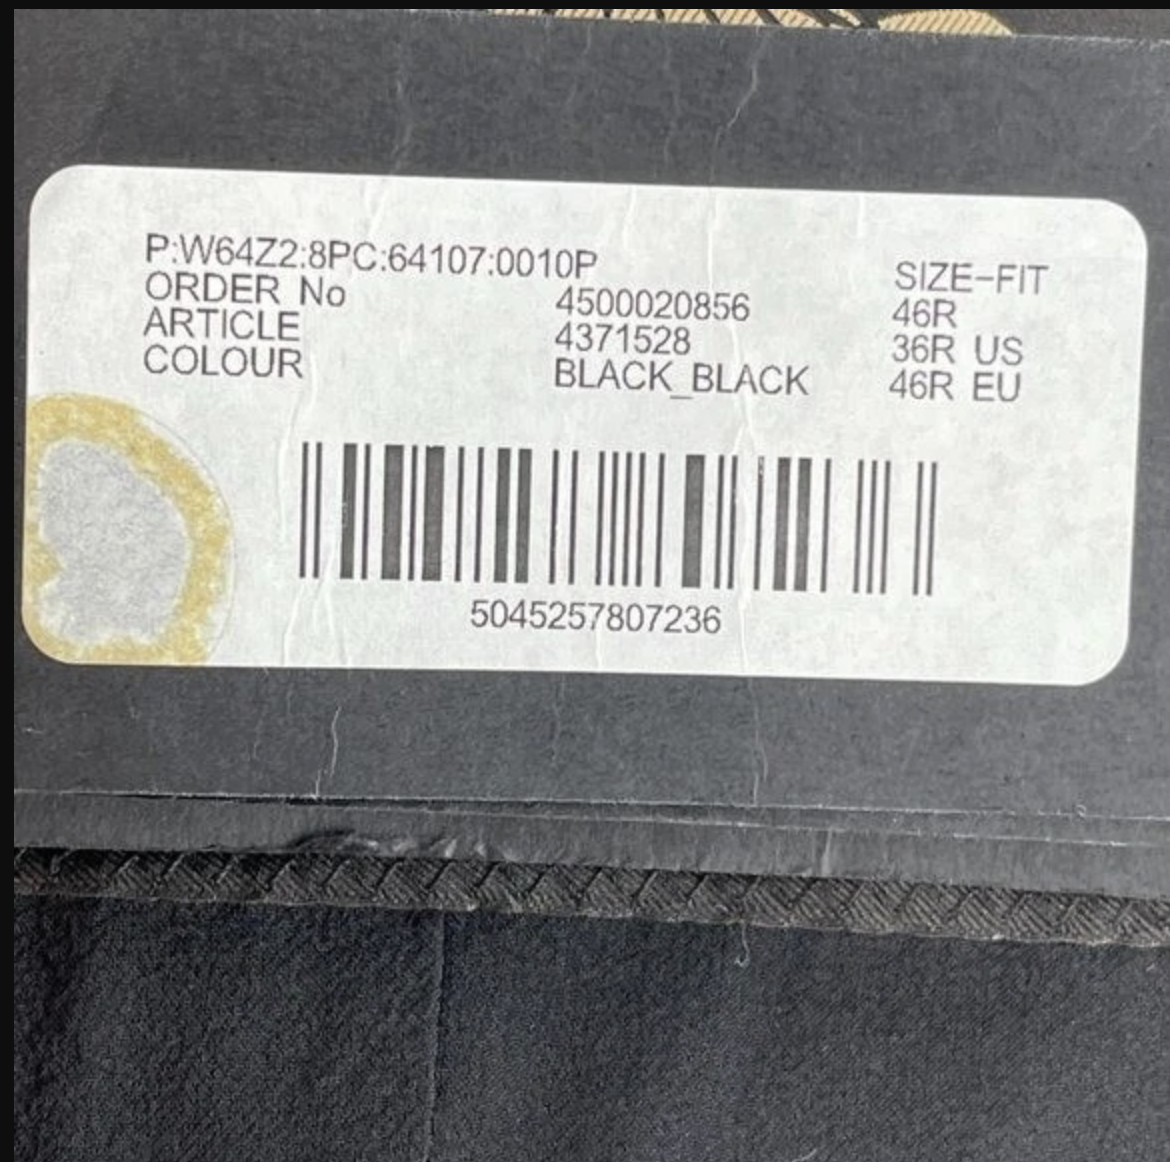 P:W64Z2:8PC:64107:0010P
SIZE-FIT
ORDER No 4500020856 46R
ARTICLE 4371528 36R US
COLOUR BLACK_BLACK 46R EU
5045257807236